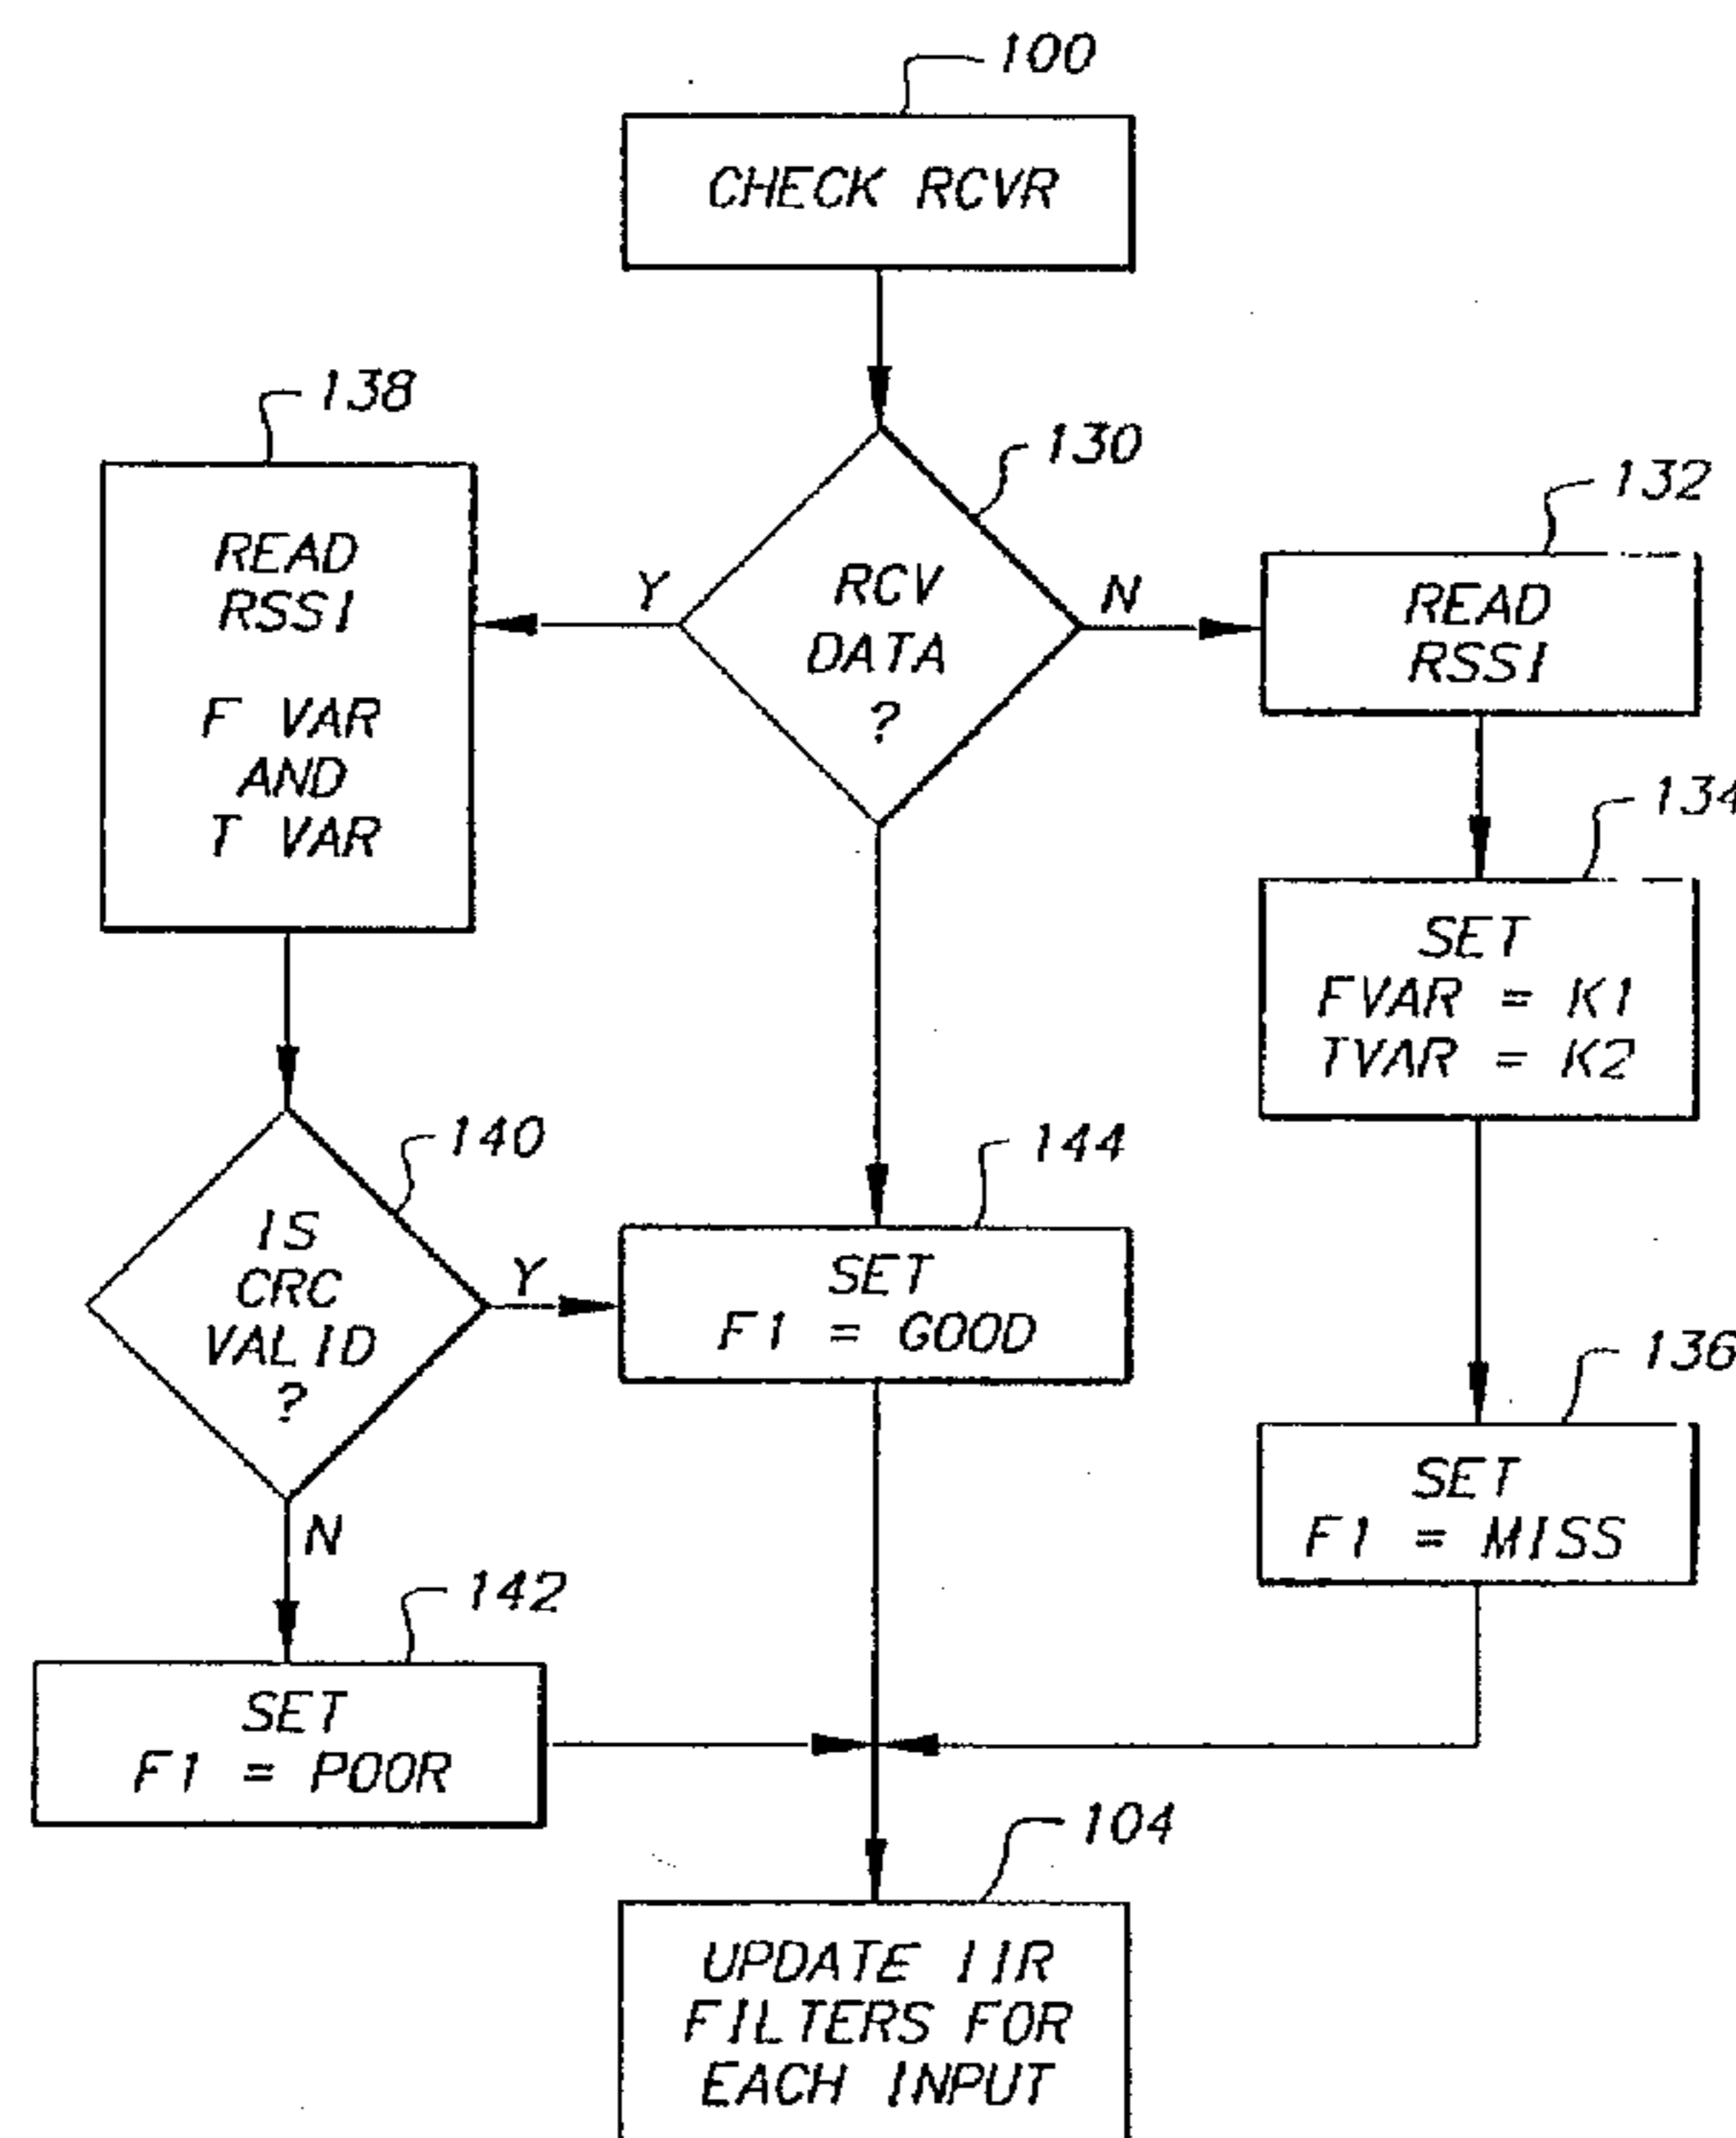 100
CHECK RCVR
138
130
132
READ
RSSI
F VAR
AND
T VAR
Y
RCV
DATA
?
N
READ
RSSI
134
SET
FVAR = K1
TVAR = K2
140
IS
CRC
VALID
?
Y
144
SET
F1 = GOOD
136
SET
F1 = MISS
N
142
SET
F1 = POOR
104
UPDATE IIR
FILTERS FOR
EACH INPUT